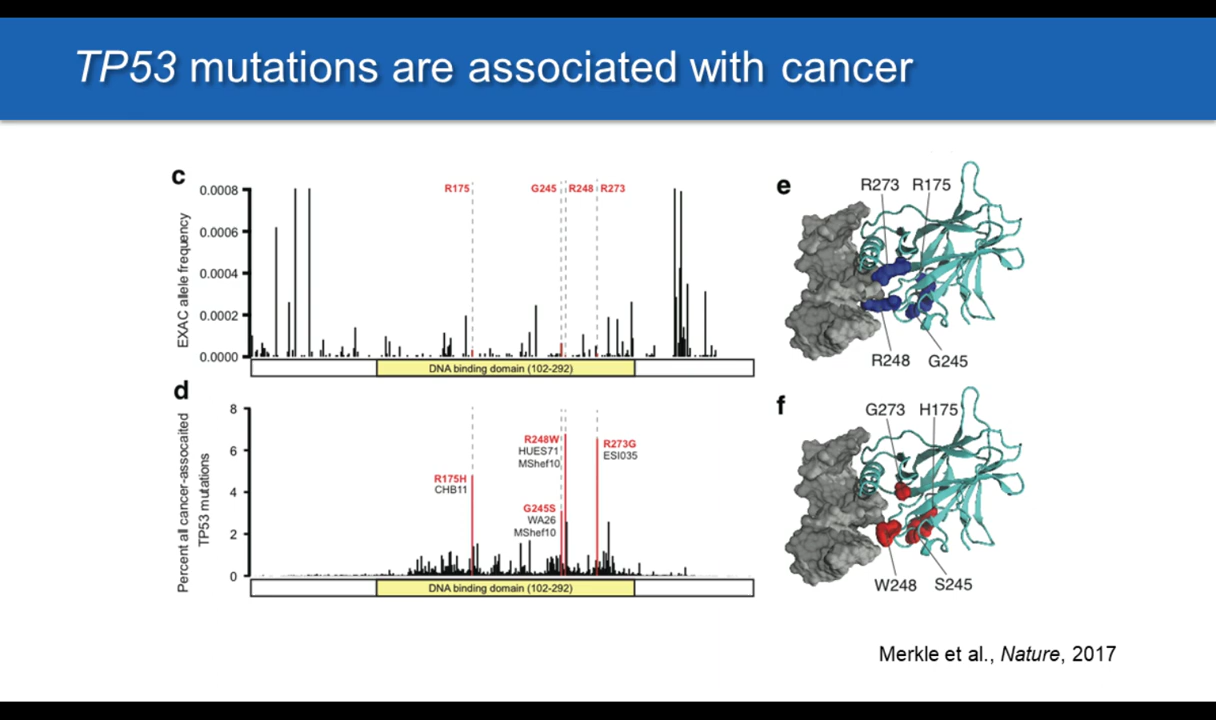 TP53 mutations are associated with cancer
c
EXAC allele frequency
0.0008
0.0006
0.0004
0.0002
0.0000
R175
G245
R248
R273
DNA binding domain (102-292)
d
Percent all cancer-assocaited
TP53 mutations
8
6
4
2
0
R175H
CHB11
R248W
HUES71
MShef10
G245S
WA26
MShef10
R273G
ESI035
DNA binding domain (102-292)
e
R273 R175
R248 G245
f
G273 H175
W248 S245
Merkle et al., Nature, 2017